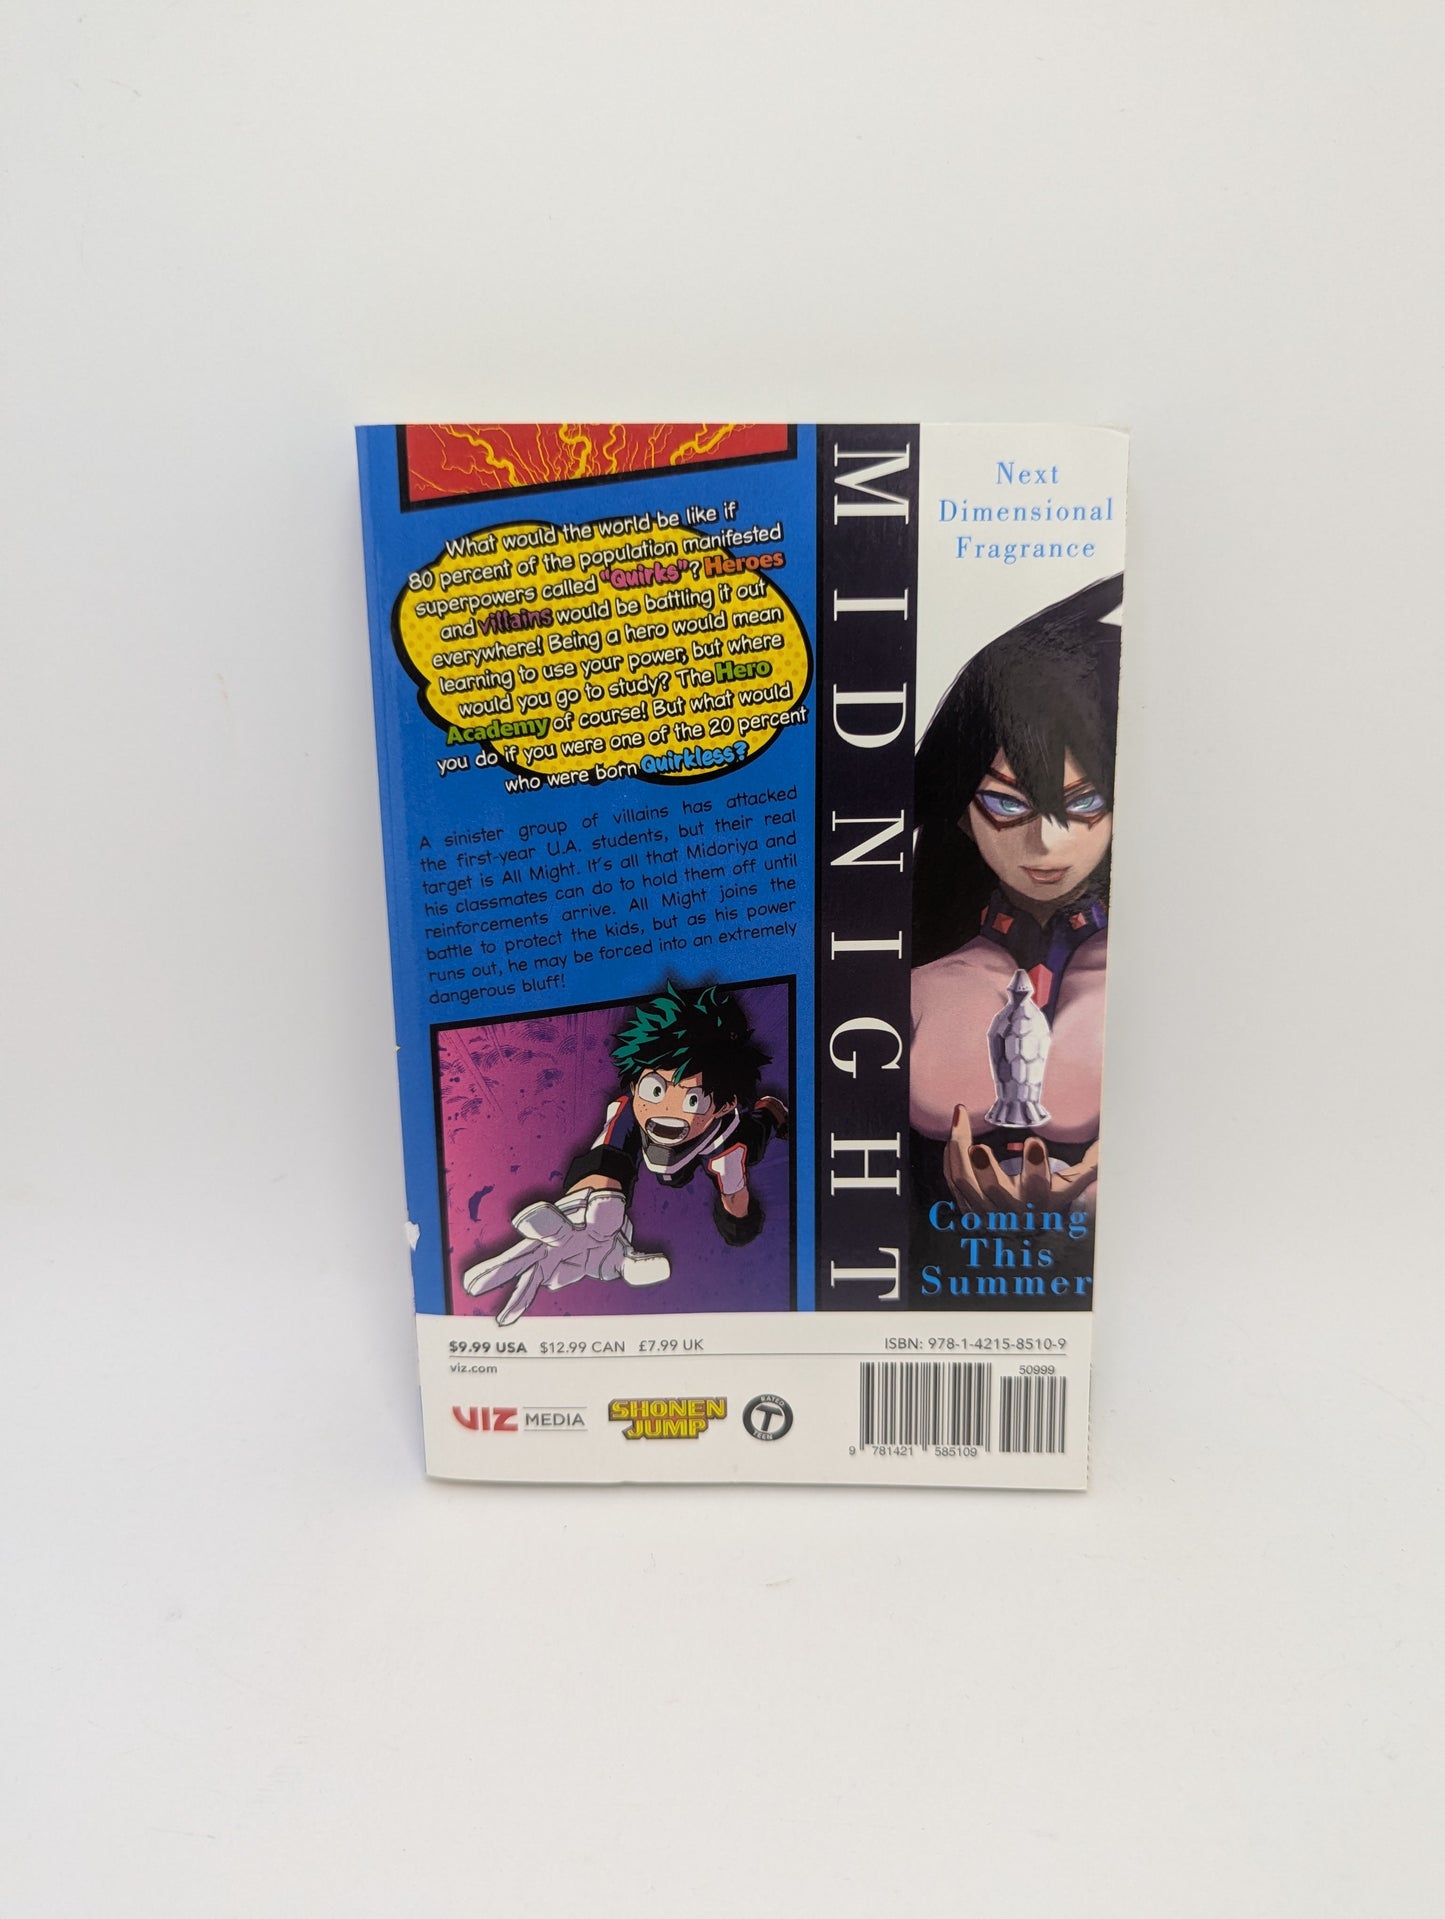 What would the world be like if
80 percent of the population manifested
superpowers called "Quirks"? Heroes
and villains would be battling it out
everywhere! Being a hero would mean
learning to use your power, but where
would you go to study? The Hero
Academy of course! But what would
you do if you were one of the 20 percent
who were born Quirkless?
A sinister group of villains has attacked
the first-year U.A. students, but their real
target is All Might. It's all that Midoriya and
his classmates can do to hold them off until
reinforcements arrive. All Might joins the
battle to protect the kids, but as his power
runs out, he may be forced into an extremely
dangerous bluff!
MIDNIGHT
Next
Dimensional
Fragrance
Coming
This
Summer
$9.99 USA $12.99 CAN £7.99 UK
viz.com
ISBN: 978-1-4215-8510-9
50999
VIZ MEDIA
SHONEN
JUMP
RATED
T
TEEN
9 781421 585109